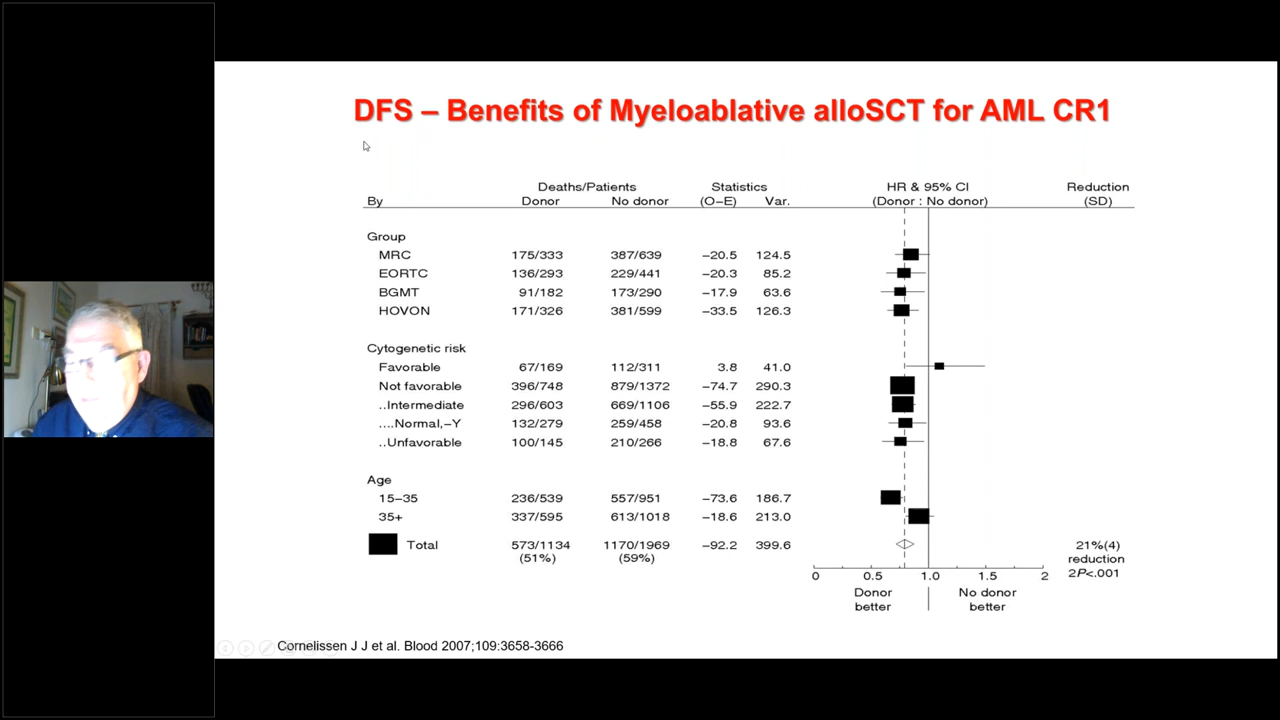 DFS – Benefits of Myeloablative alloSCT for AML CR1
Deaths/Patients Statistics HR & 95% CI Reduction
By Donor No donor (O–E) Var. (Donor : No donor) (SD)
Group
MRC 175/333 387/639 –20.5 124.5
EORTC 136/293 229/441 –20.3 85.2
BGMT 91/182 173/290 –17.9 63.6
HOVON 171/326 381/599 –33.5 126.3
Cytogenetic risk
Favorable 67/169 112/311 3.8 41.0
Not favorable 396/748 879/1372 –74.7 290.3
..Intermediate 296/603 669/1106 –55.9 222.7
....Normal,–Y 132/279 259/458 –20.8 93.6
..Unfavorable 100/145 210/266 –18.8 67.6
Age
15–35 236/539 557/951 –73.6 186.7
35+ 337/595 613/1018 –18.6 213.0
Total 573/1134 1170/1969 –92.2 399.6 21%(4)
(51%) (59%) reduction
0 0.5 1.0 1.5 2 2P<.001
Donor No donor
better better
Cornelissen J J et al. Blood 2007;109:3658-3666